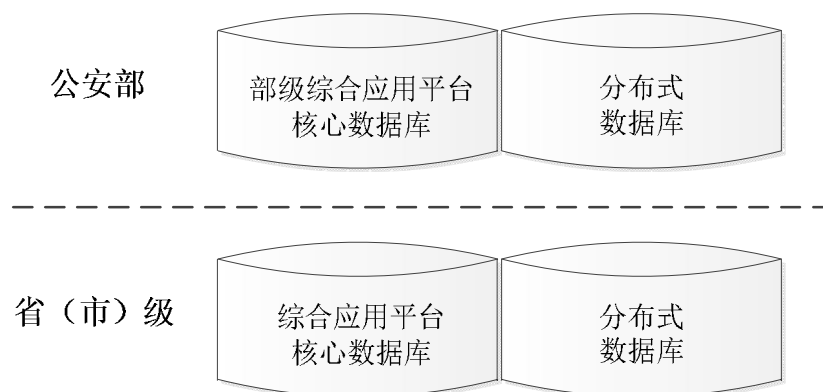 公安部
部级综合应用平台
核心数据库
分布式
数据库
省（市）级
综合应用平台
核心数据库
分布式
数据库